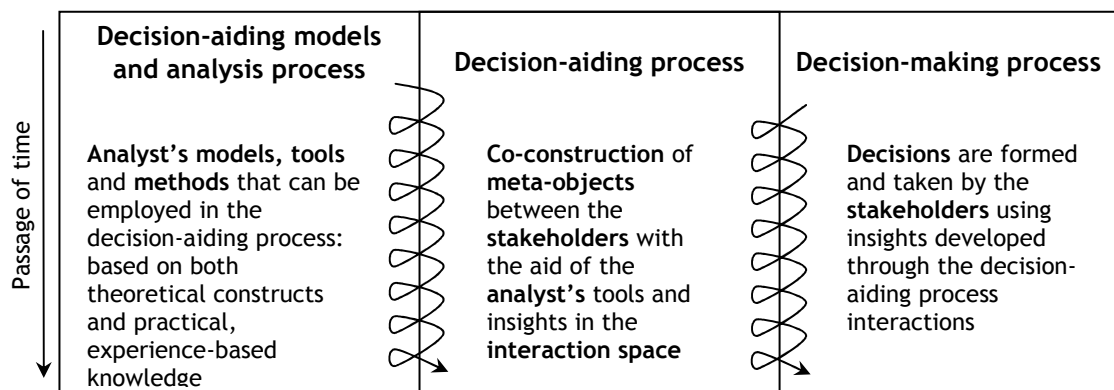 Passage of time
Decision-aiding models
and analysis process
Analyst's models, tools
and methods that can be
employed in the
decision-aiding process:
based on both
theoretical constructs
and practical,
experience-based
knowledge
Decision-aiding process
Co-construction of
meta-objects
between the
stakeholders with
the aid of the
analyst's tools and
insights in the
interaction space
Decision-making process
Decisions are formed
and taken by the
stakeholders using
insights developed
through the decision-
aiding process
interactions